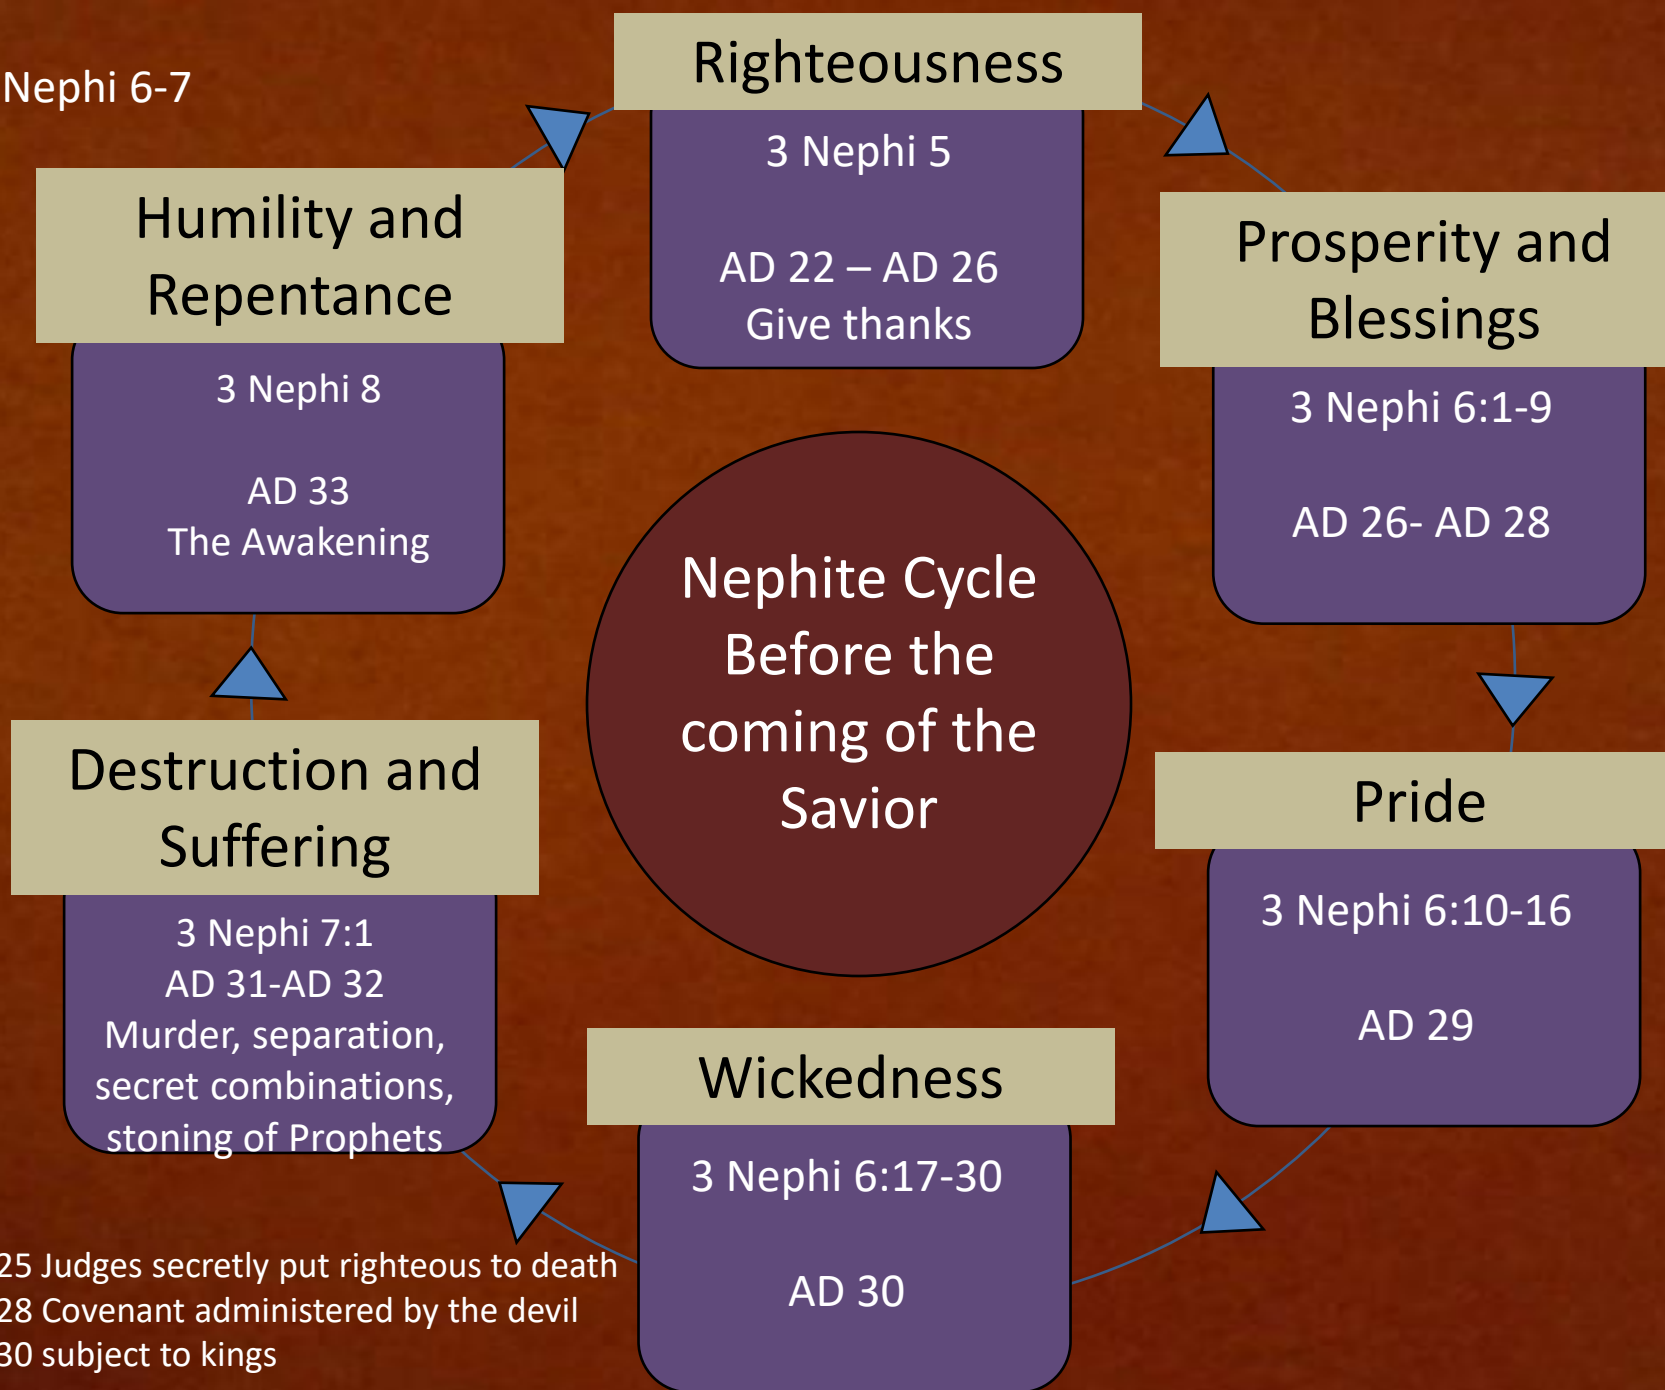 Nephi 6-7
Righteousness
3 Nephi 5
AD 22 – AD 26
Give thanks
Prosperity and
Blessings
3 Nephi 6:1-9
AD 26- AD 28
Pride
3 Nephi 6:10-16
AD 29
Wickedness
3 Nephi 6:17-30
AD 30
Destruction and
Suffering
3 Nephi 7:1
AD 31-AD 32
Murder, separation,
secret combinations,
stoning of Prophets
Humility and
Repentance
3 Nephi 8
AD 33
The Awakening
Nephite Cycle
Before the
coming of the
Savior
25 Judges secretly put righteous to death
28 Covenant administered by the devil
30 subject to kings